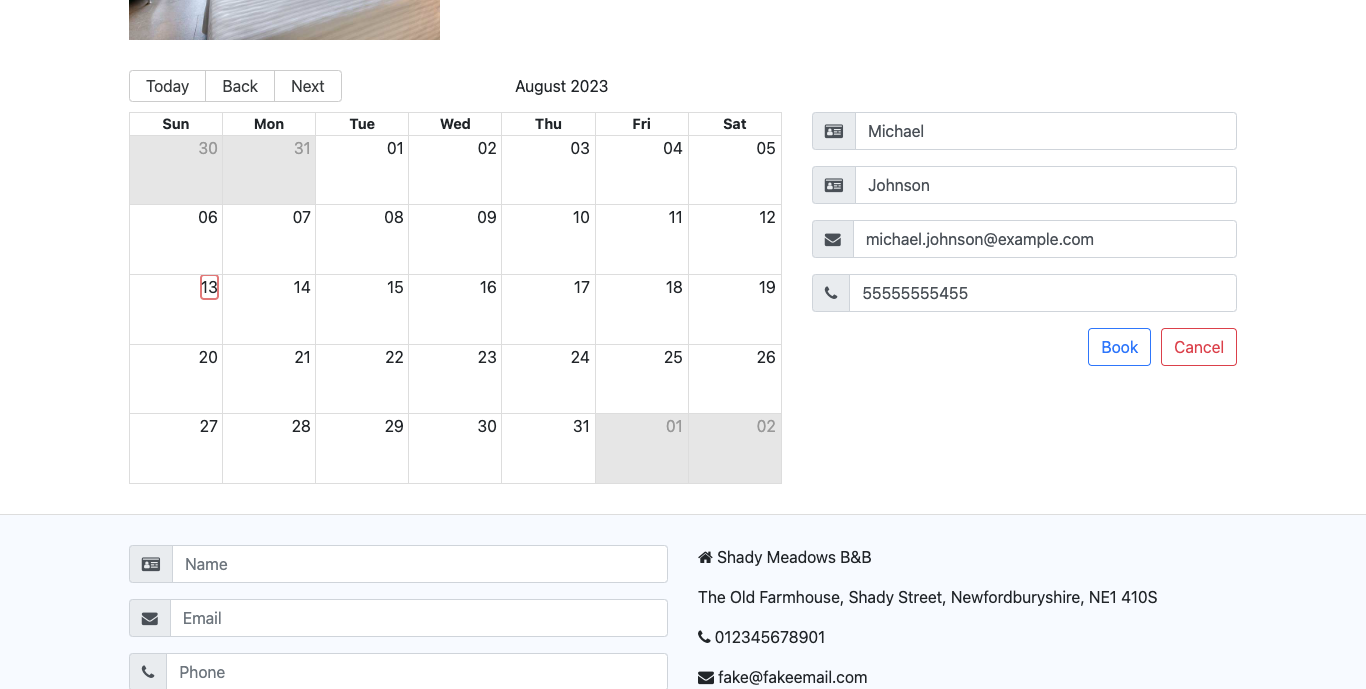 Today Back Next August 2023
Sun Mon Tue Wed Thu Fri Sat
30 31 01 02 03 04 05
06 07 08 09 10 11 12
13 14 15 16 17 18 19
20 21 22 23 24 25 26
27 28 29 30 31 01 02
Michael
Johnson
michael.johnson@example.com
55555555455
Book Cancel
Name
Email
Phone
Shady Meadows B&B
The Old Farmhouse, Shady Street, Newfordburyshire, NE1 410S
012345678901
fake@fakeemail.com